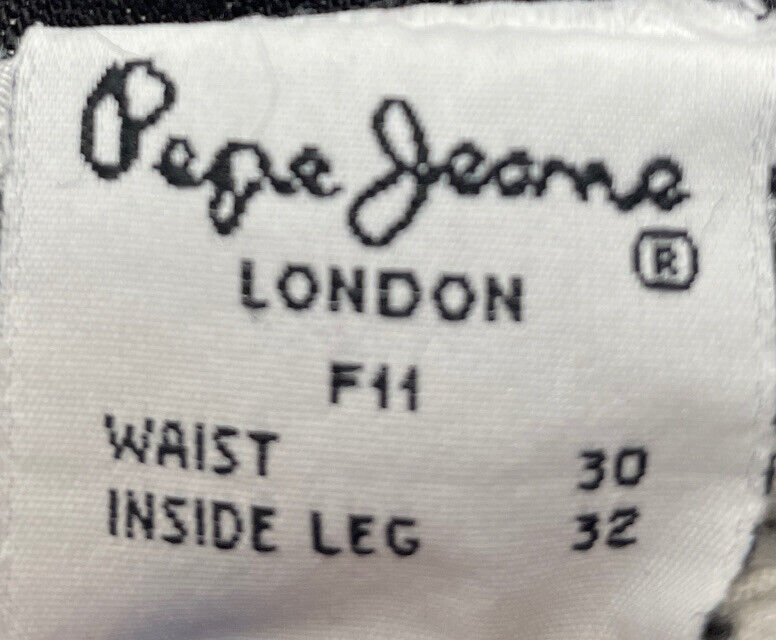 Pepe Jeans
®
LONDON
F11
WAIST 30
INSIDE LEG 32